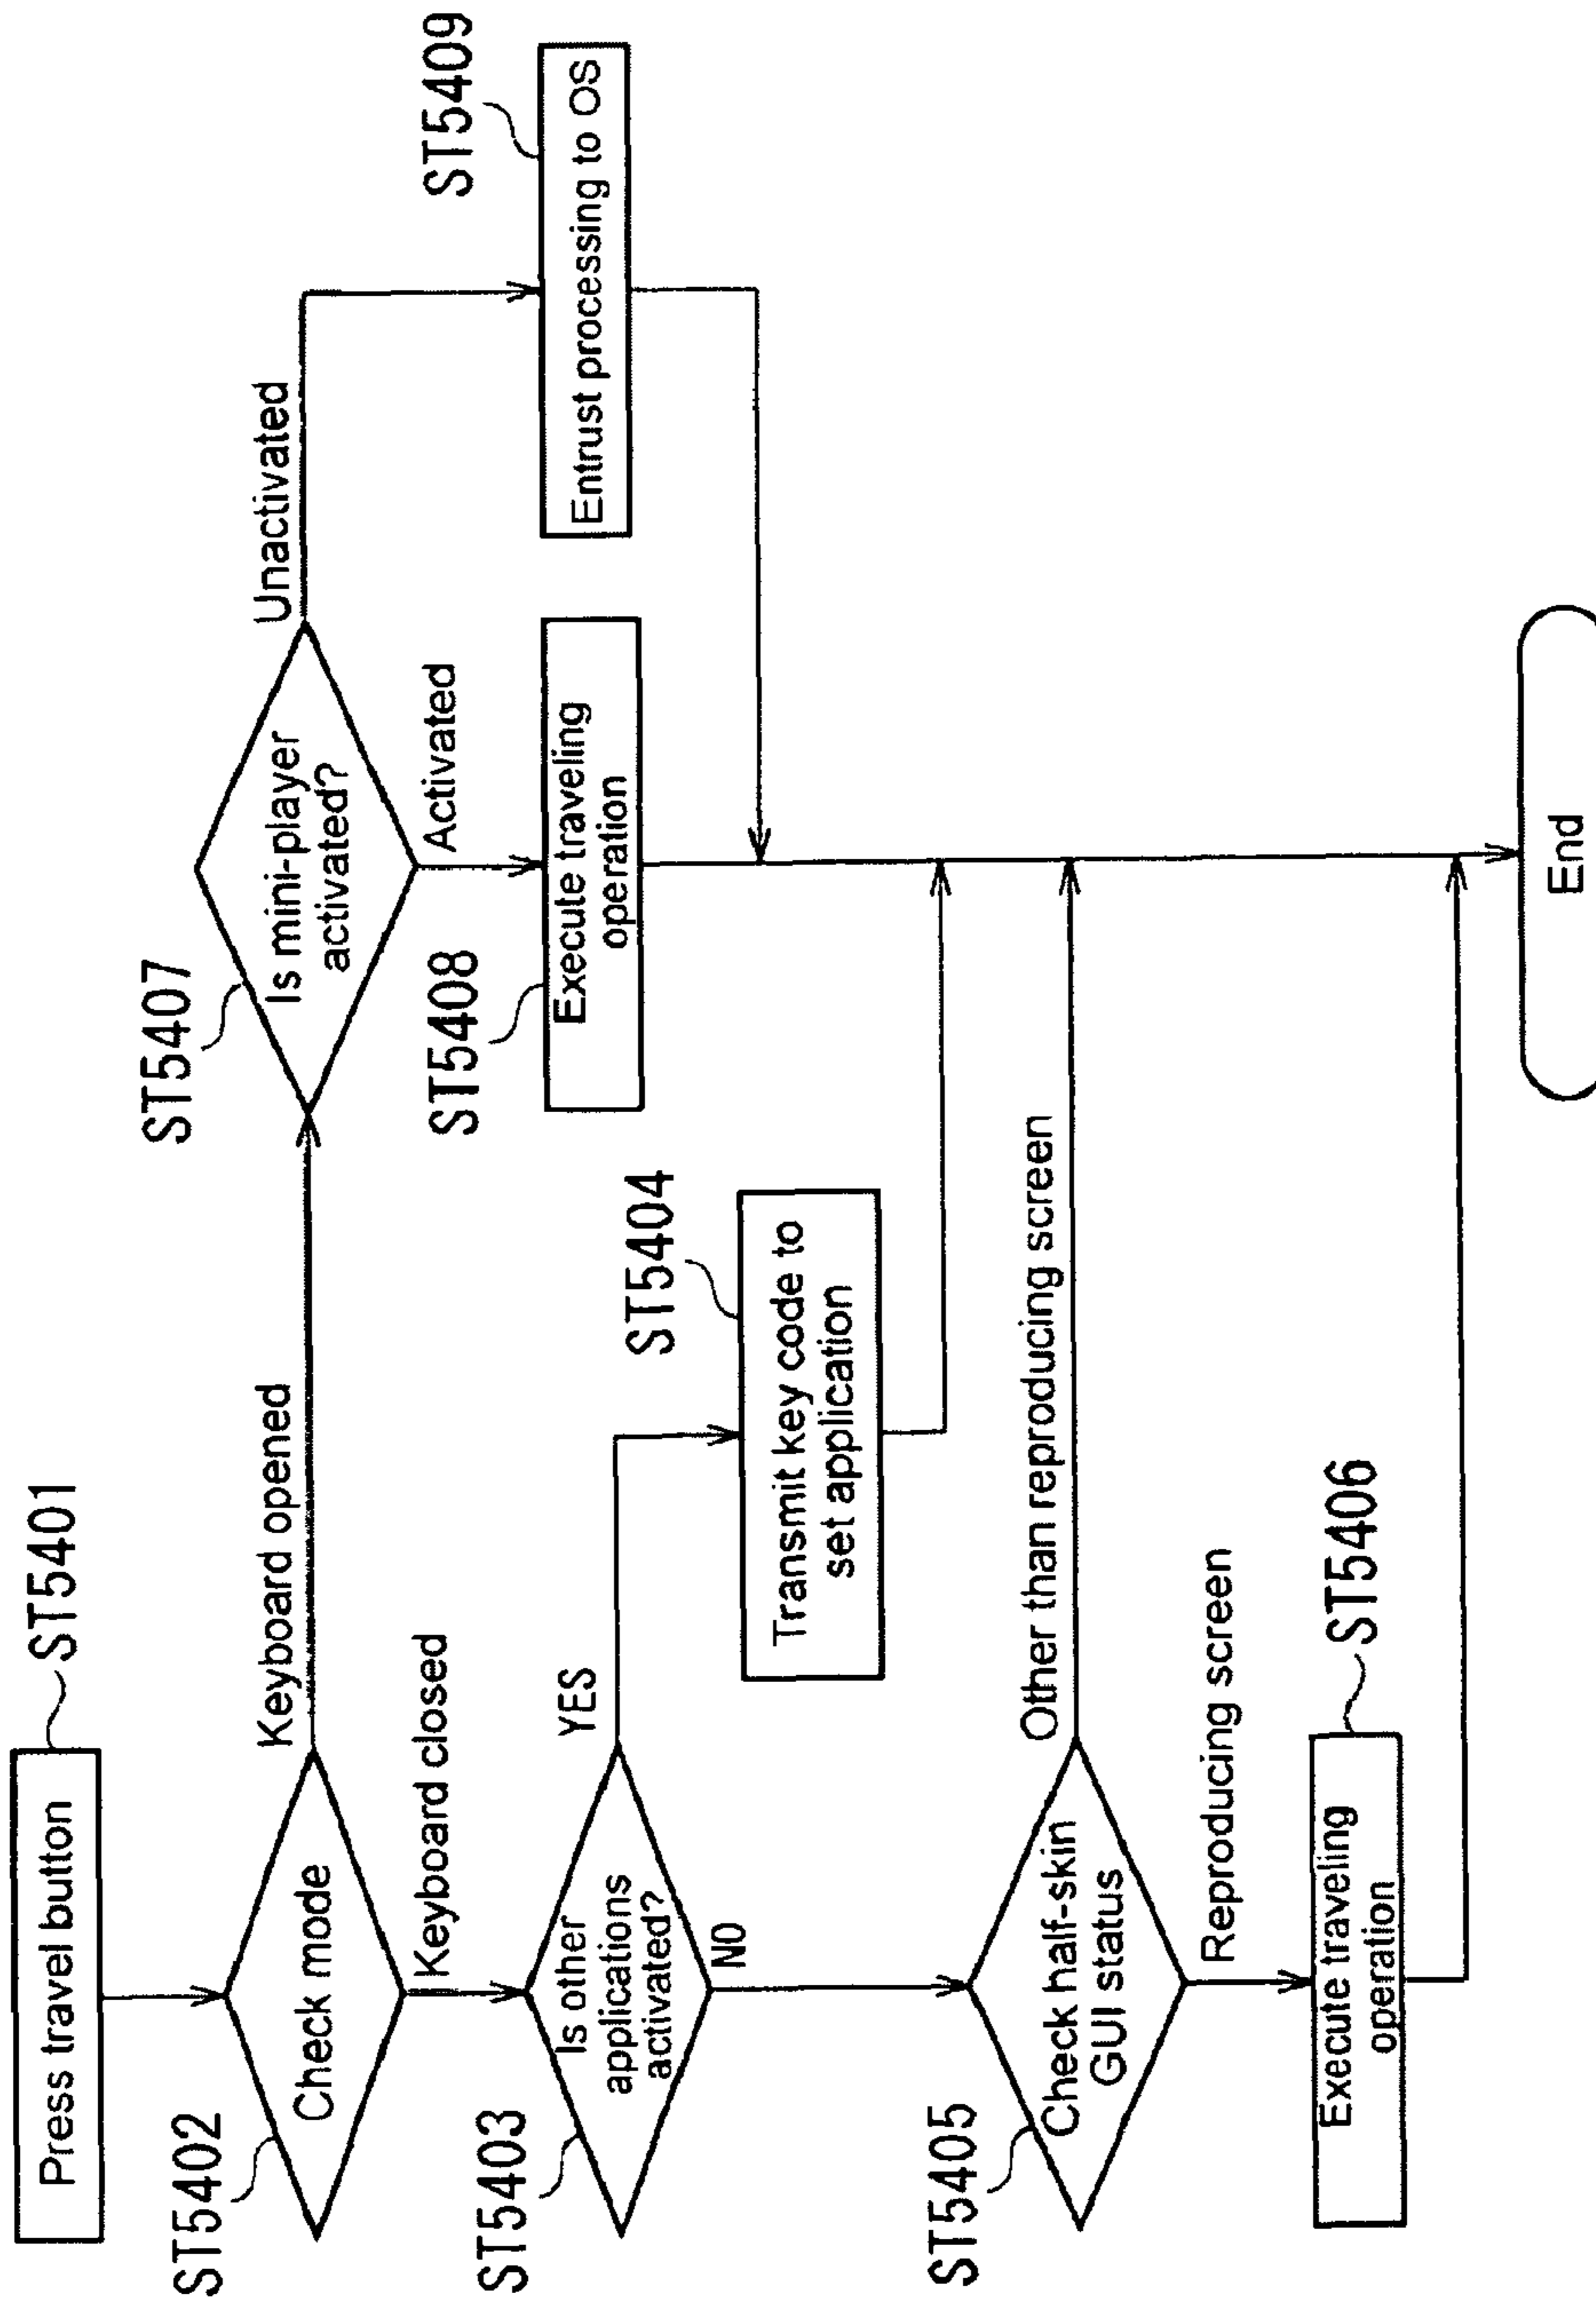 Press travel button
ST5401
ST5402
Check mode
Keyboard opened
Keyboard closed
ST5403
Is other
applications
activated?
YES
NO
ST5404
Transmit key code to
set application
ST5405
Check half-skin
GUI status
Other than reproducing screen
Reproducing screen
ST5406
Execute traveling
operation
ST5407
Is mini-player
activated?
Unactivated
Activated
ST5408
Execute traveling
operation
ST5409
Entrust processing to OS
End